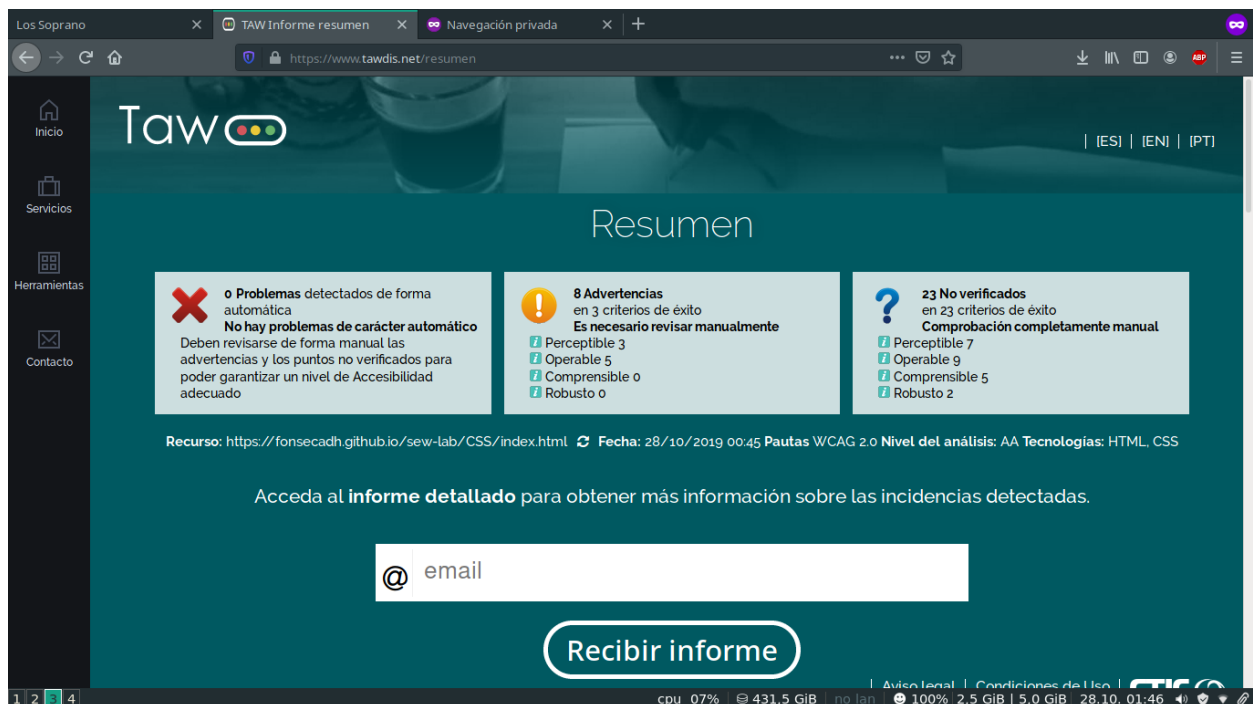 Los Soprano
TAW Informe resumen
Navegación privada
https://www.tawdis.net/resumen
ABP
Inicio
Servicios
Herramientas
Contacto
Taw
| [ES] | [EN] | [PT]
Resumen
0 Problemas detectados de forma
automática
No hay problemas de carácter automático
Deben revisarse de forma manual las
advertencias y los puntos no verificados para
poder garantizar un nivel de Accesibilidad
adecuado
8 Advertencias
en 3 criterios de éxito
Es necesario revisar manualmente
Perceptible 3
Operable 5
Comprensible 0
Robusto 0
23 No verificados
en 23 criterios de éxito
Comprobación completamente manual
Perceptible 7
Operable 9
Comprensible 5
Robusto 2
Recurso: https://fonsecadh.github.io/sew-lab/CSS/index.html Fecha: 28/10/2019 00:45 Pautas WCAG 2.0 Nivel del análisis: AA Tecnologías: HTML, CSS
Acceda al informe detallado para obtener más información sobre las incidencias detectadas.
@ email
Recibir informe
| Aviso legal | Condiciones de Uso |
1 2 3 4
cpu 07% 431,5 GiB no lan 100% 2,5 GiB | 5,0 GiB 28.10. 01:46